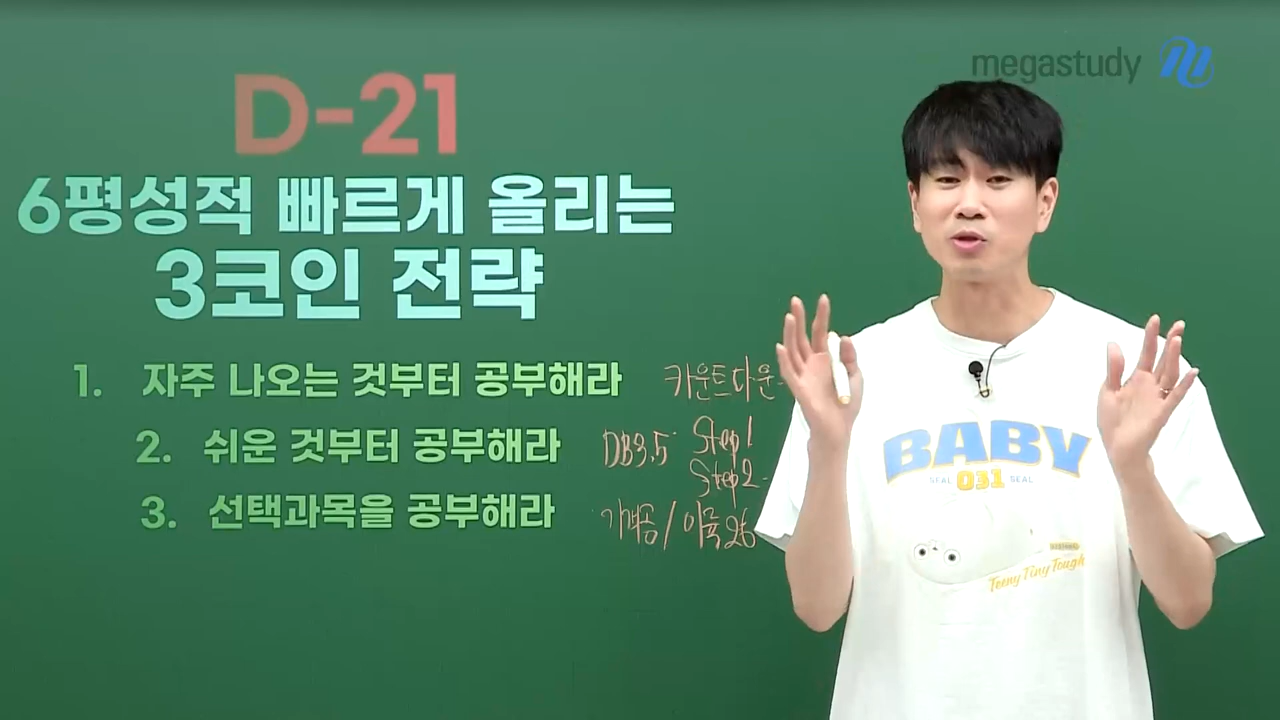 megastudy
D-21
6평성적 빠르게 올리는
3코인 전략
1. 자주 나오는 것부터 공부해라 카운트다운
2. 쉬운 것부터 공부해라 DB3.5 Step1
Step2
3. 선택과목을 공부해라
BABY
SEAL 031 SEAL
Teeny Tiny Tough